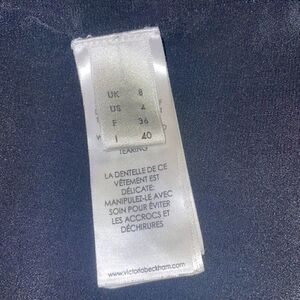 UK 8
US 4
F 36
I 40
TEARING
LA DENTELLE DE CE
VÊTEMENT EST
DÉLICATE:
MANIPULEZ-LE AVEC
SOIN POUR ÉVITER
LES ACCROCS ET
DÉCHIRURES
www.victoriabeckham.com